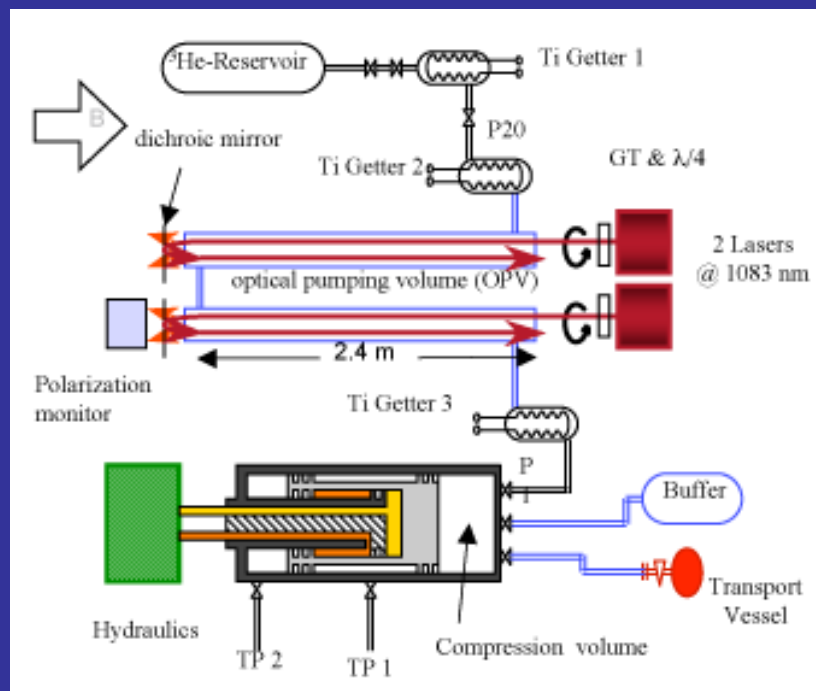 ³He-Reservoir
Ti Getter 1
B
P20
dichroic mirror
Ti Getter 2
GT & λ/4
2 Lasers
@ 1083 nm
optical pumping volume (OPV)
2.4 m
Polarization
monitor
Ti Getter 3
P
1
Buffer
Transport
Vessel
Hydraulics
Compression volume
TP 2
TP 1